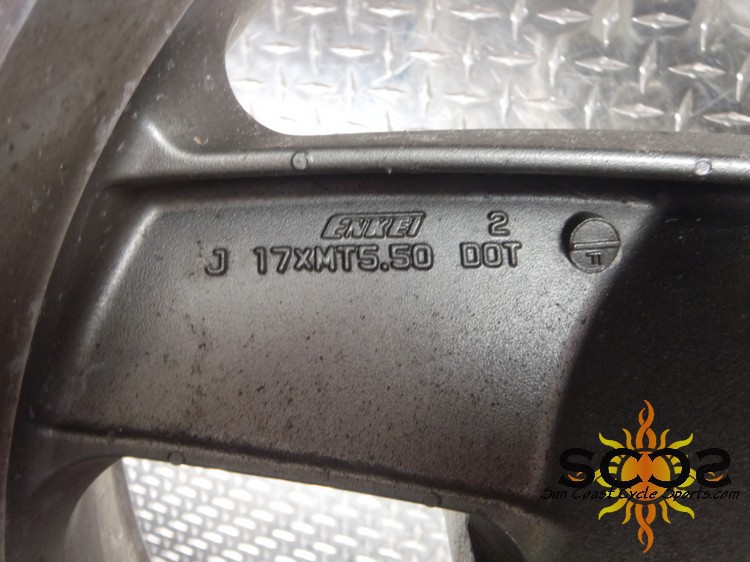 ENKEI 2
J 17XMT5.50 DOT
SCCS
Sun Coast Cycle Sports.com